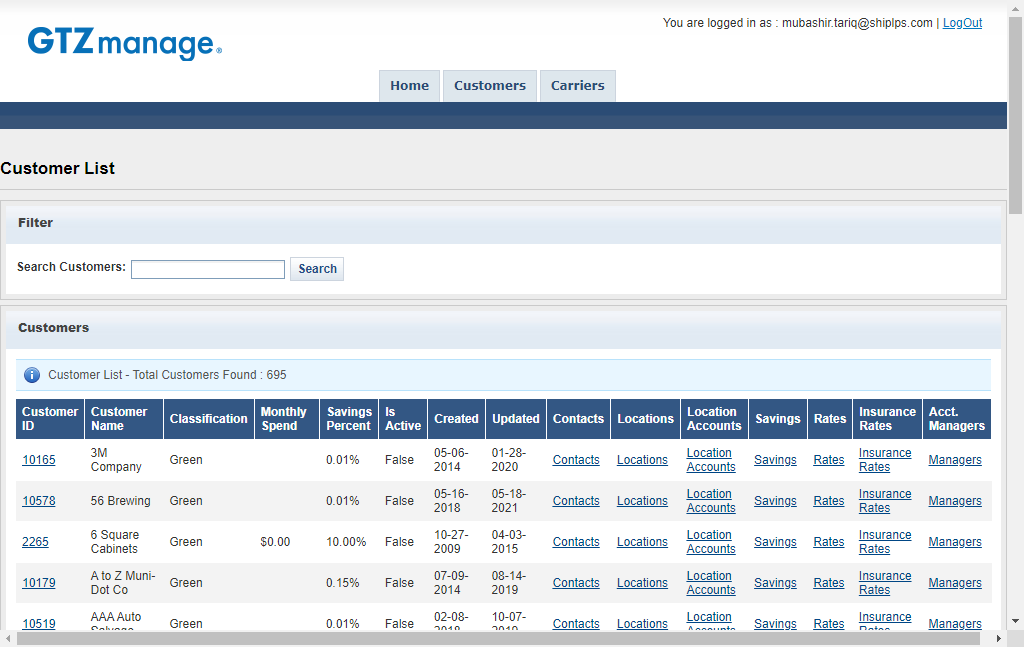 You are logged in as : mubashir.tariq@shiplps.com | LogOut
GTZmanage®
Home Customers Carriers
Customer List
Filter
Search Customers: Search
Customers
Customer List - Total Customers Found : 695
Customer ID Customer Name Classification Monthly Spend Savings Percent Is Active Created Updated Contacts Locations Location Accounts Savings Rates Insurance Rates Acct. Managers
10165 3M Company Green 0.01% False 05-06-2014 01-28-2020 Contacts Locations Location Accounts Savings Rates Insurance Rates Managers
10578 56 Brewing Green 0.01% False 05-16-2018 05-18-2021 Contacts Locations Location Accounts Savings Rates Insurance Rates Managers
2265 6 Square Cabinets Green $0.00 10.00% False 10-27-2009 04-03-2015 Contacts Locations Location Accounts Savings Rates Insurance Rates Managers
10179 A to Z Muni-Dot Co Green 0.15% False 07-09-2014 08-14-2019 Contacts Locations Location Accounts Savings Rates Insurance Rates Managers
10519 AAA Auto Salvage Green 0.01% False 02-08-2018 10-07-2019 Contacts Locations Location Accounts Savings Rates Insurance Rates Managers